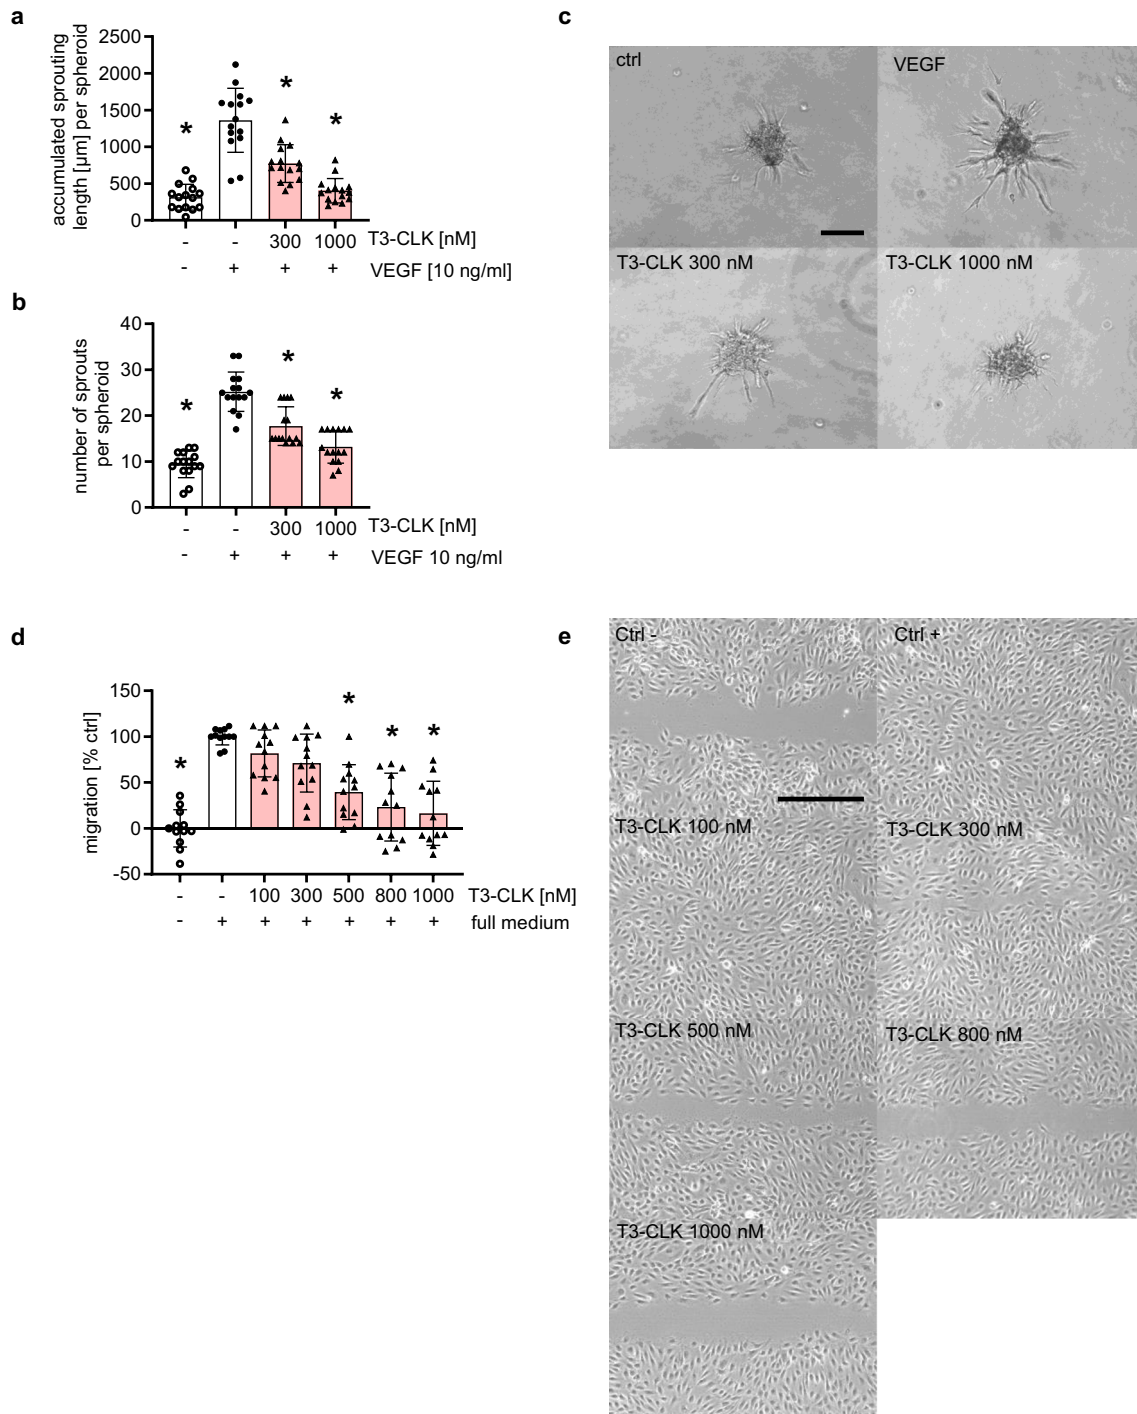 a
accumulated sprouting
length [µm] per spheroid
2500
2000
1500
1000
500
0
*
*
*
- - 300 1000 T3-CLK [nM]
- + + + VEGF [10 ng/ml]
b
number of sprouts
per spheroid
40
30
20
10
0
*
*
*
- - 300 1000 T3-CLK [nM]
- + + + VEGF 10 ng/ml
c
ctrl
VEGF
T3-CLK 300 nM
T3-CLK 1000 nM
d
migration [% ctrl]
150
100
50
0
-50
*
*
*
*
- - 100 300 500 800 1000 T3-CLK [nM]
- + + + + + + full medium
e
Ctrl -
Ctrl +
T3-CLK 100 nM
T3-CLK 300 nM
T3-CLK 500 nM
T3-CLK 800 nM
T3-CLK 1000 nM